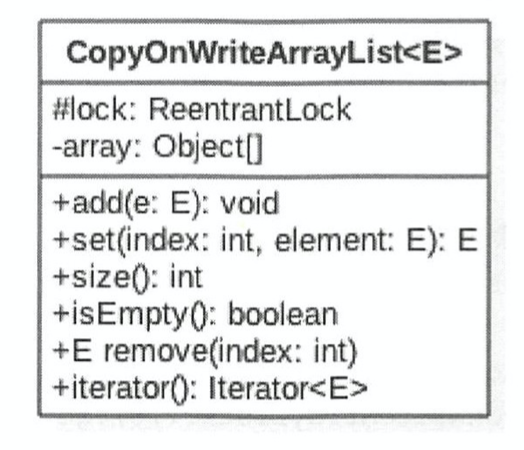 CopyOnWriteArrayList<E>
#lock: ReentrantLock
-array: Object[]
+add(e: E): void
+set(index: int, element: E): E
+size(): int
+isEmpty(): boolean
+E remove(index: int)
+iterator(): Iterator<E>